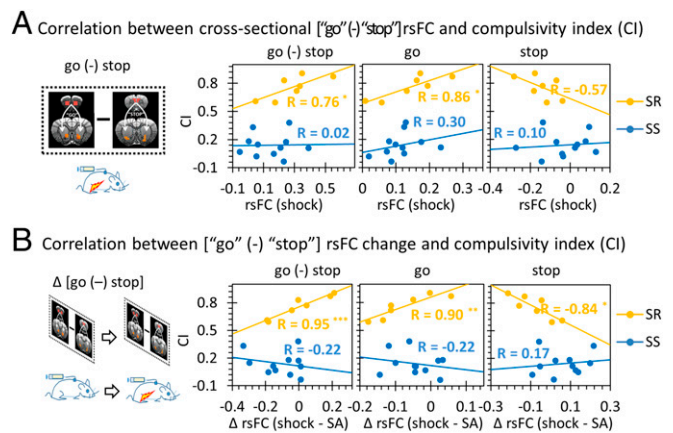 A Correlation between cross-sectional ["go"(-)"stop"]rsFC and compulsivity index (CI)
go (-) stop
go (-) stop go stop
"GO" STOP
CI
0.8
0.5
0.2
-0.1
R = 0.76 *
R = 0.02
R = 0.86 *
R = 0.30
R = -0.57
R = 0.10
SR
SS
-0.1 0.1 0.3 0.5
0 0.1 0.2 0.3
-0.4 -0.2 0 0.2
rsFC (shock) rsFC (shock) rsFC (shock)
B Correlation between ["go" (-) "stop"] rsFC change and compulsivity index (CI)
Δ [go (–) stop]
go (-) stop go stop
CI
0.8
0.5
0.2
-0.1
R = 0.95 ***
R = -0.22
R = 0.90 **
R = -0.22
R = -0.84 *
R = 0.17
SR
SS
-0.4 -0.2 0 0.2 0.4
-0.2 -0.1 0 0.1
-0.3 -0.1 0.1 0.3
Δ rsFC (shock - SA) Δ rsFC (shock - SA) Δ rsFC (shock - SA)